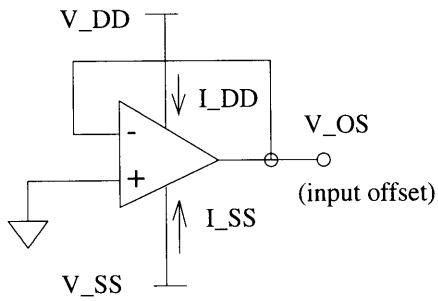 V_DD
I_DD
V_OS
-
+
(input offset)
I_SS
V_SS